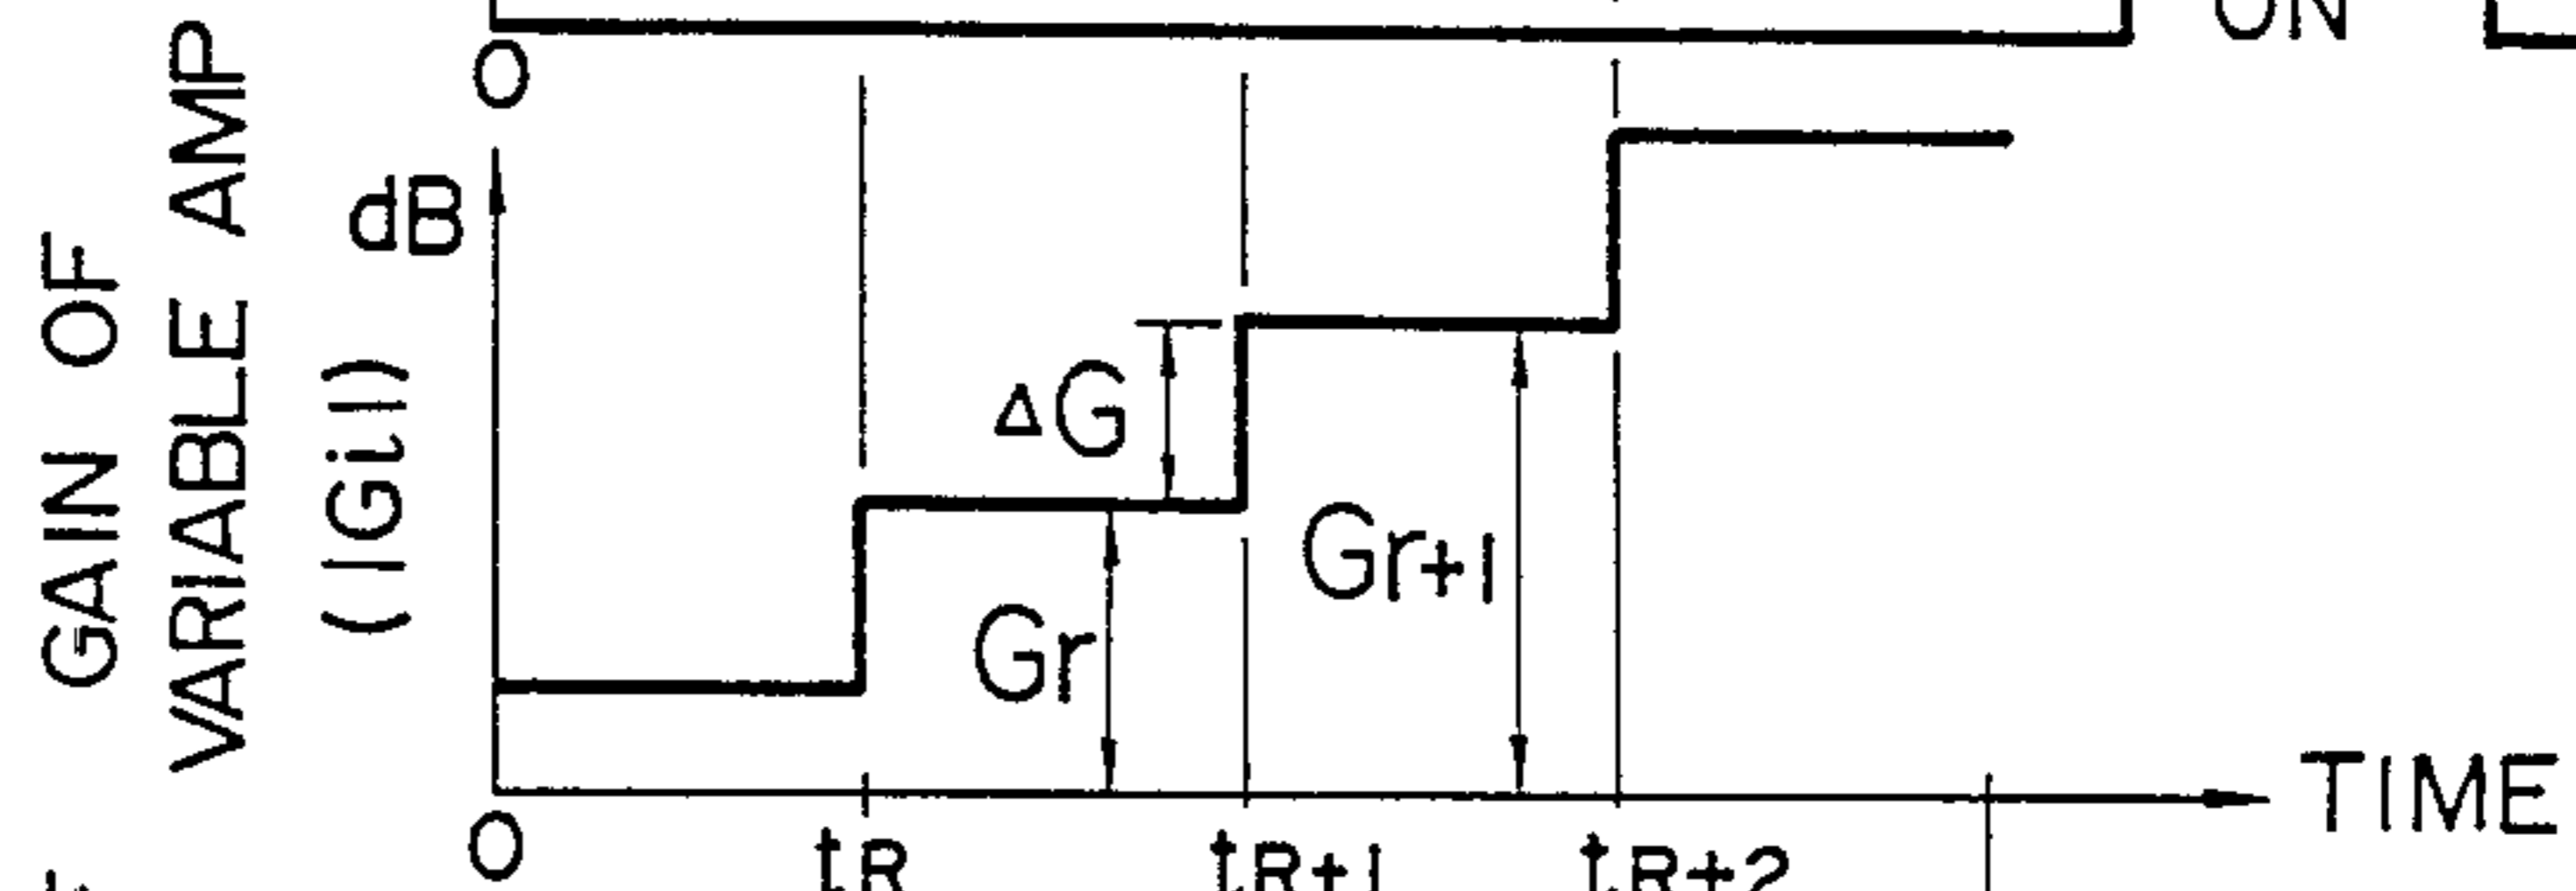 ON
O
GAIN OF
VARIABLE AMP
(|Gi|)
dB
ΔG
Gr
Gr+1
TIME
O
tR
tR+1
tR+2